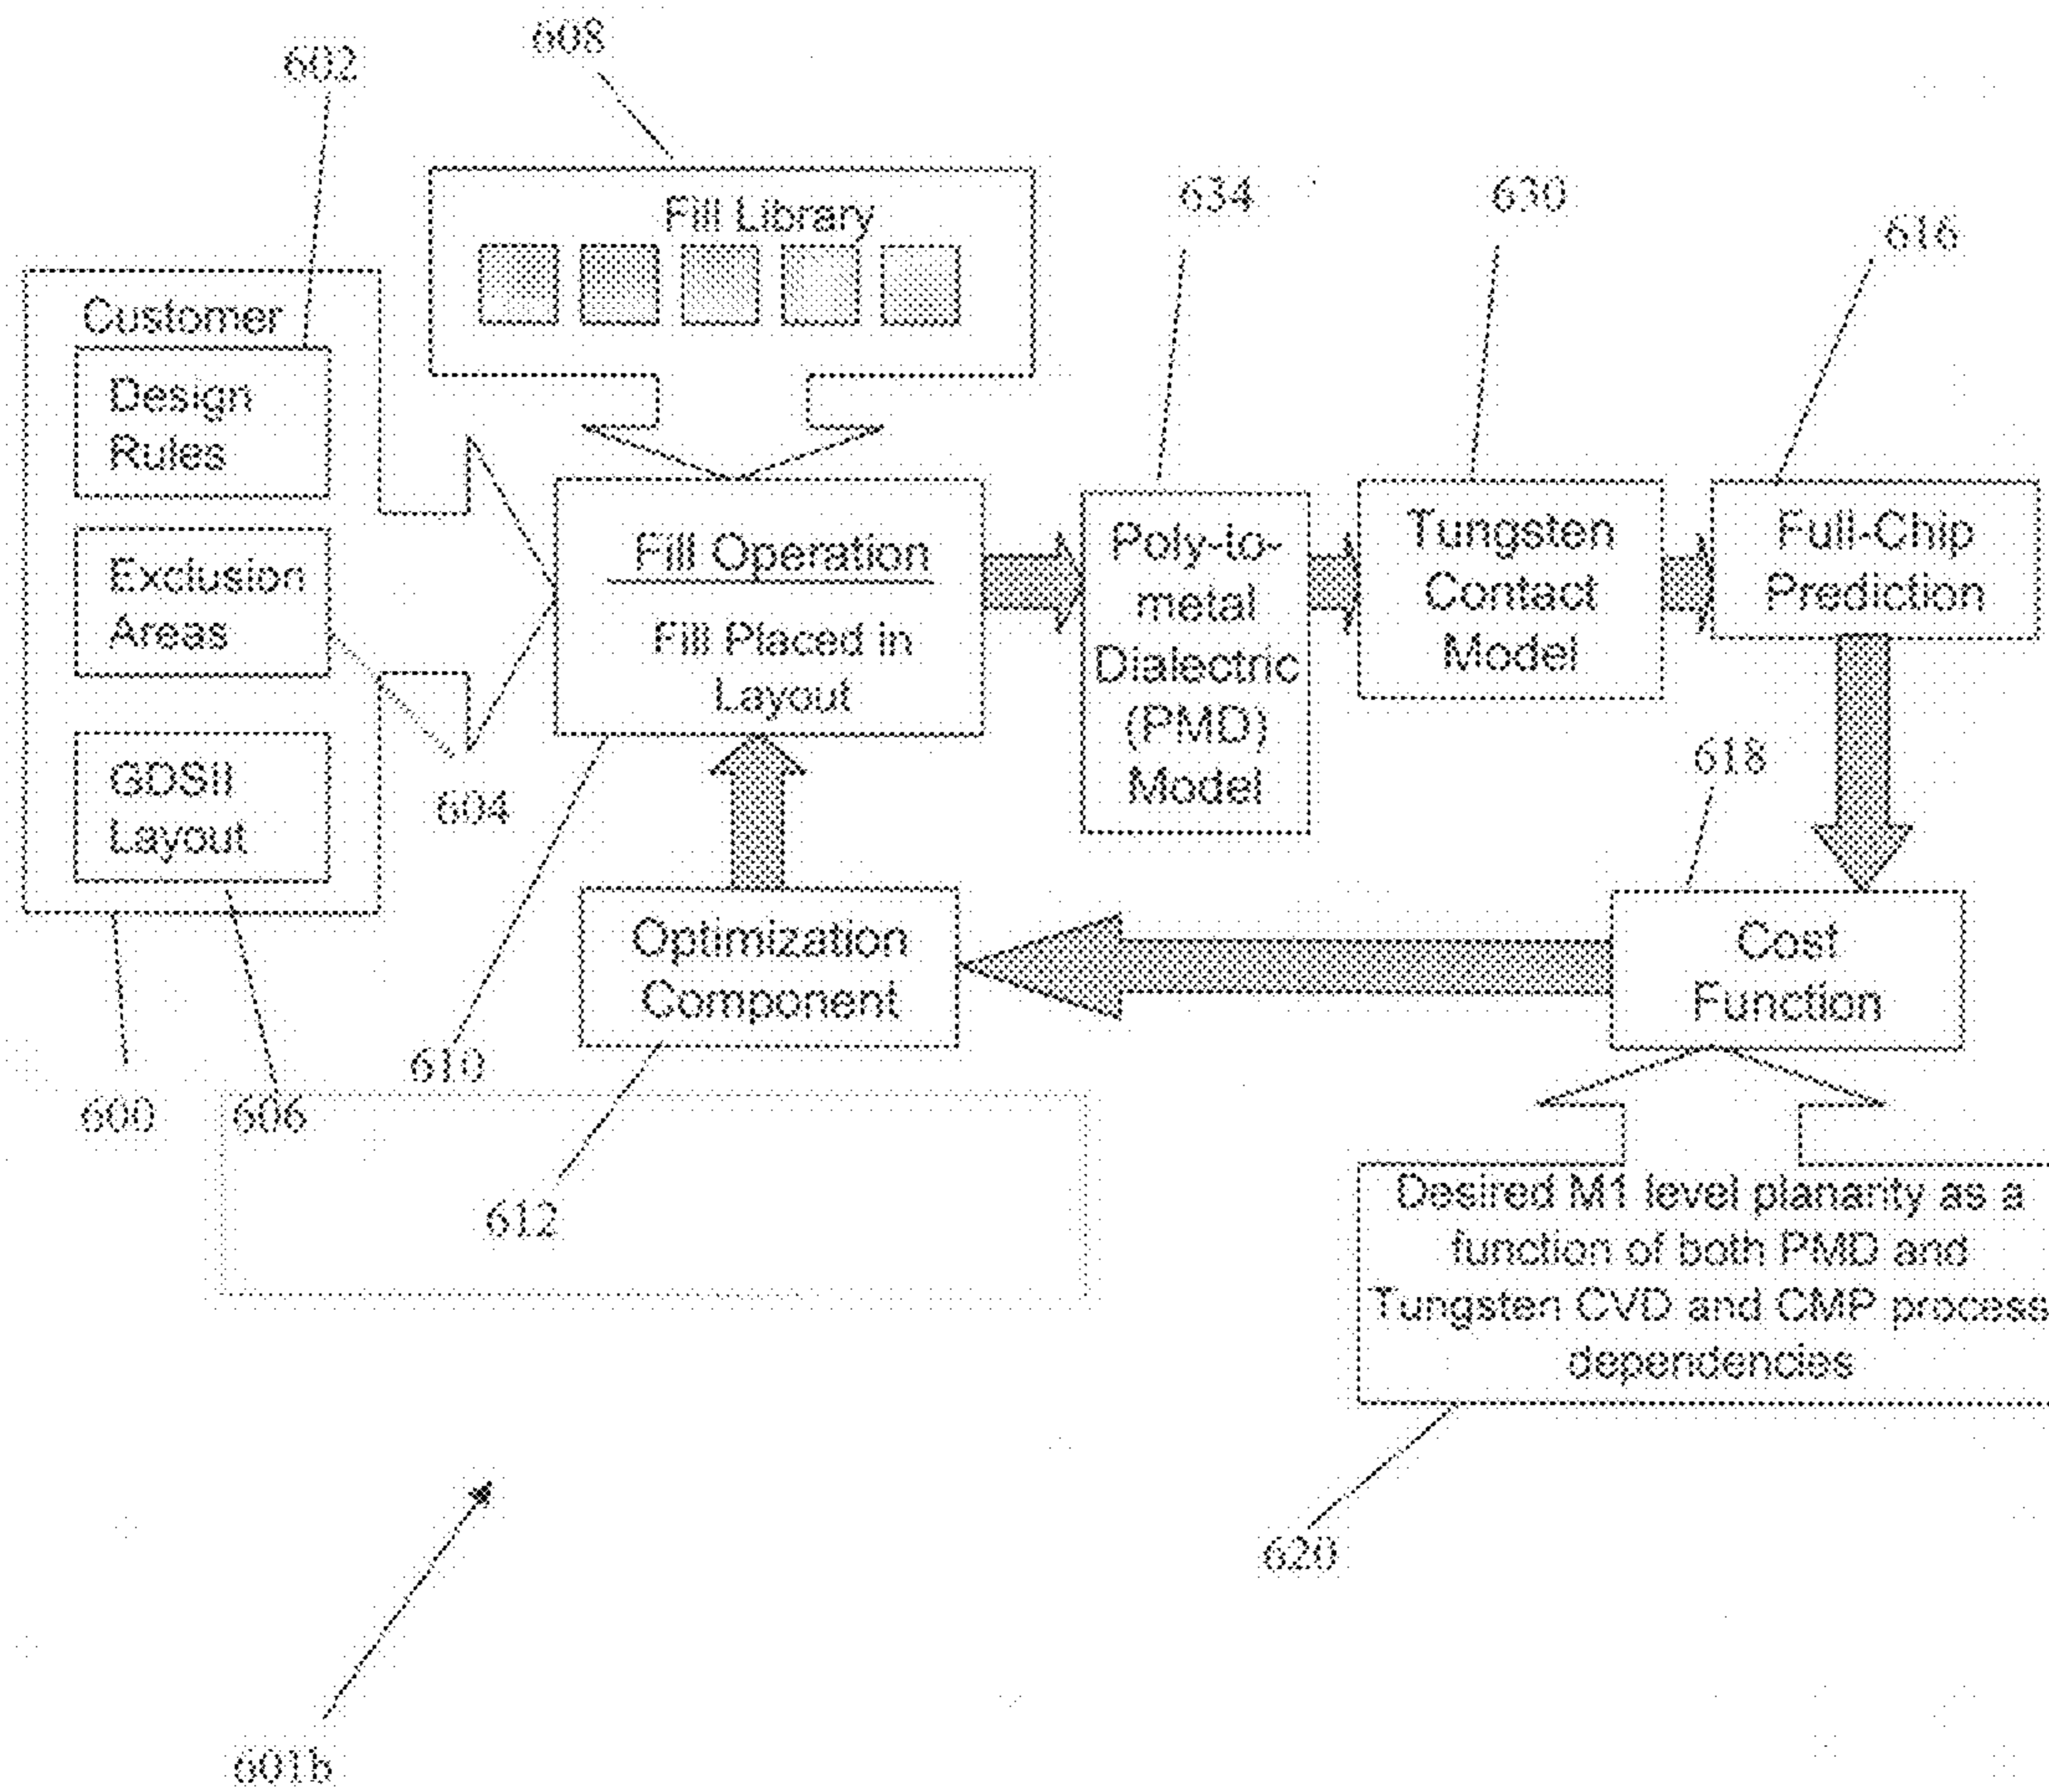 608
602
634
630
616
Fill Library
Customer
Design
Rules
Exclusion
Areas
GDSII
Layout
Fill Operation
Fill Placed in
Layout
Poly-to-
metal
Dialectric
(PMD)
Model
Tungsten
Contact
Model
Full-Chip
Prediction
604
618
Optimization
Component
Cost
Function
610
600
606
612
Desired M1 level planarity as a
function of both PMD and
Tungsten CVD and CMP process
dependencies
620
601b